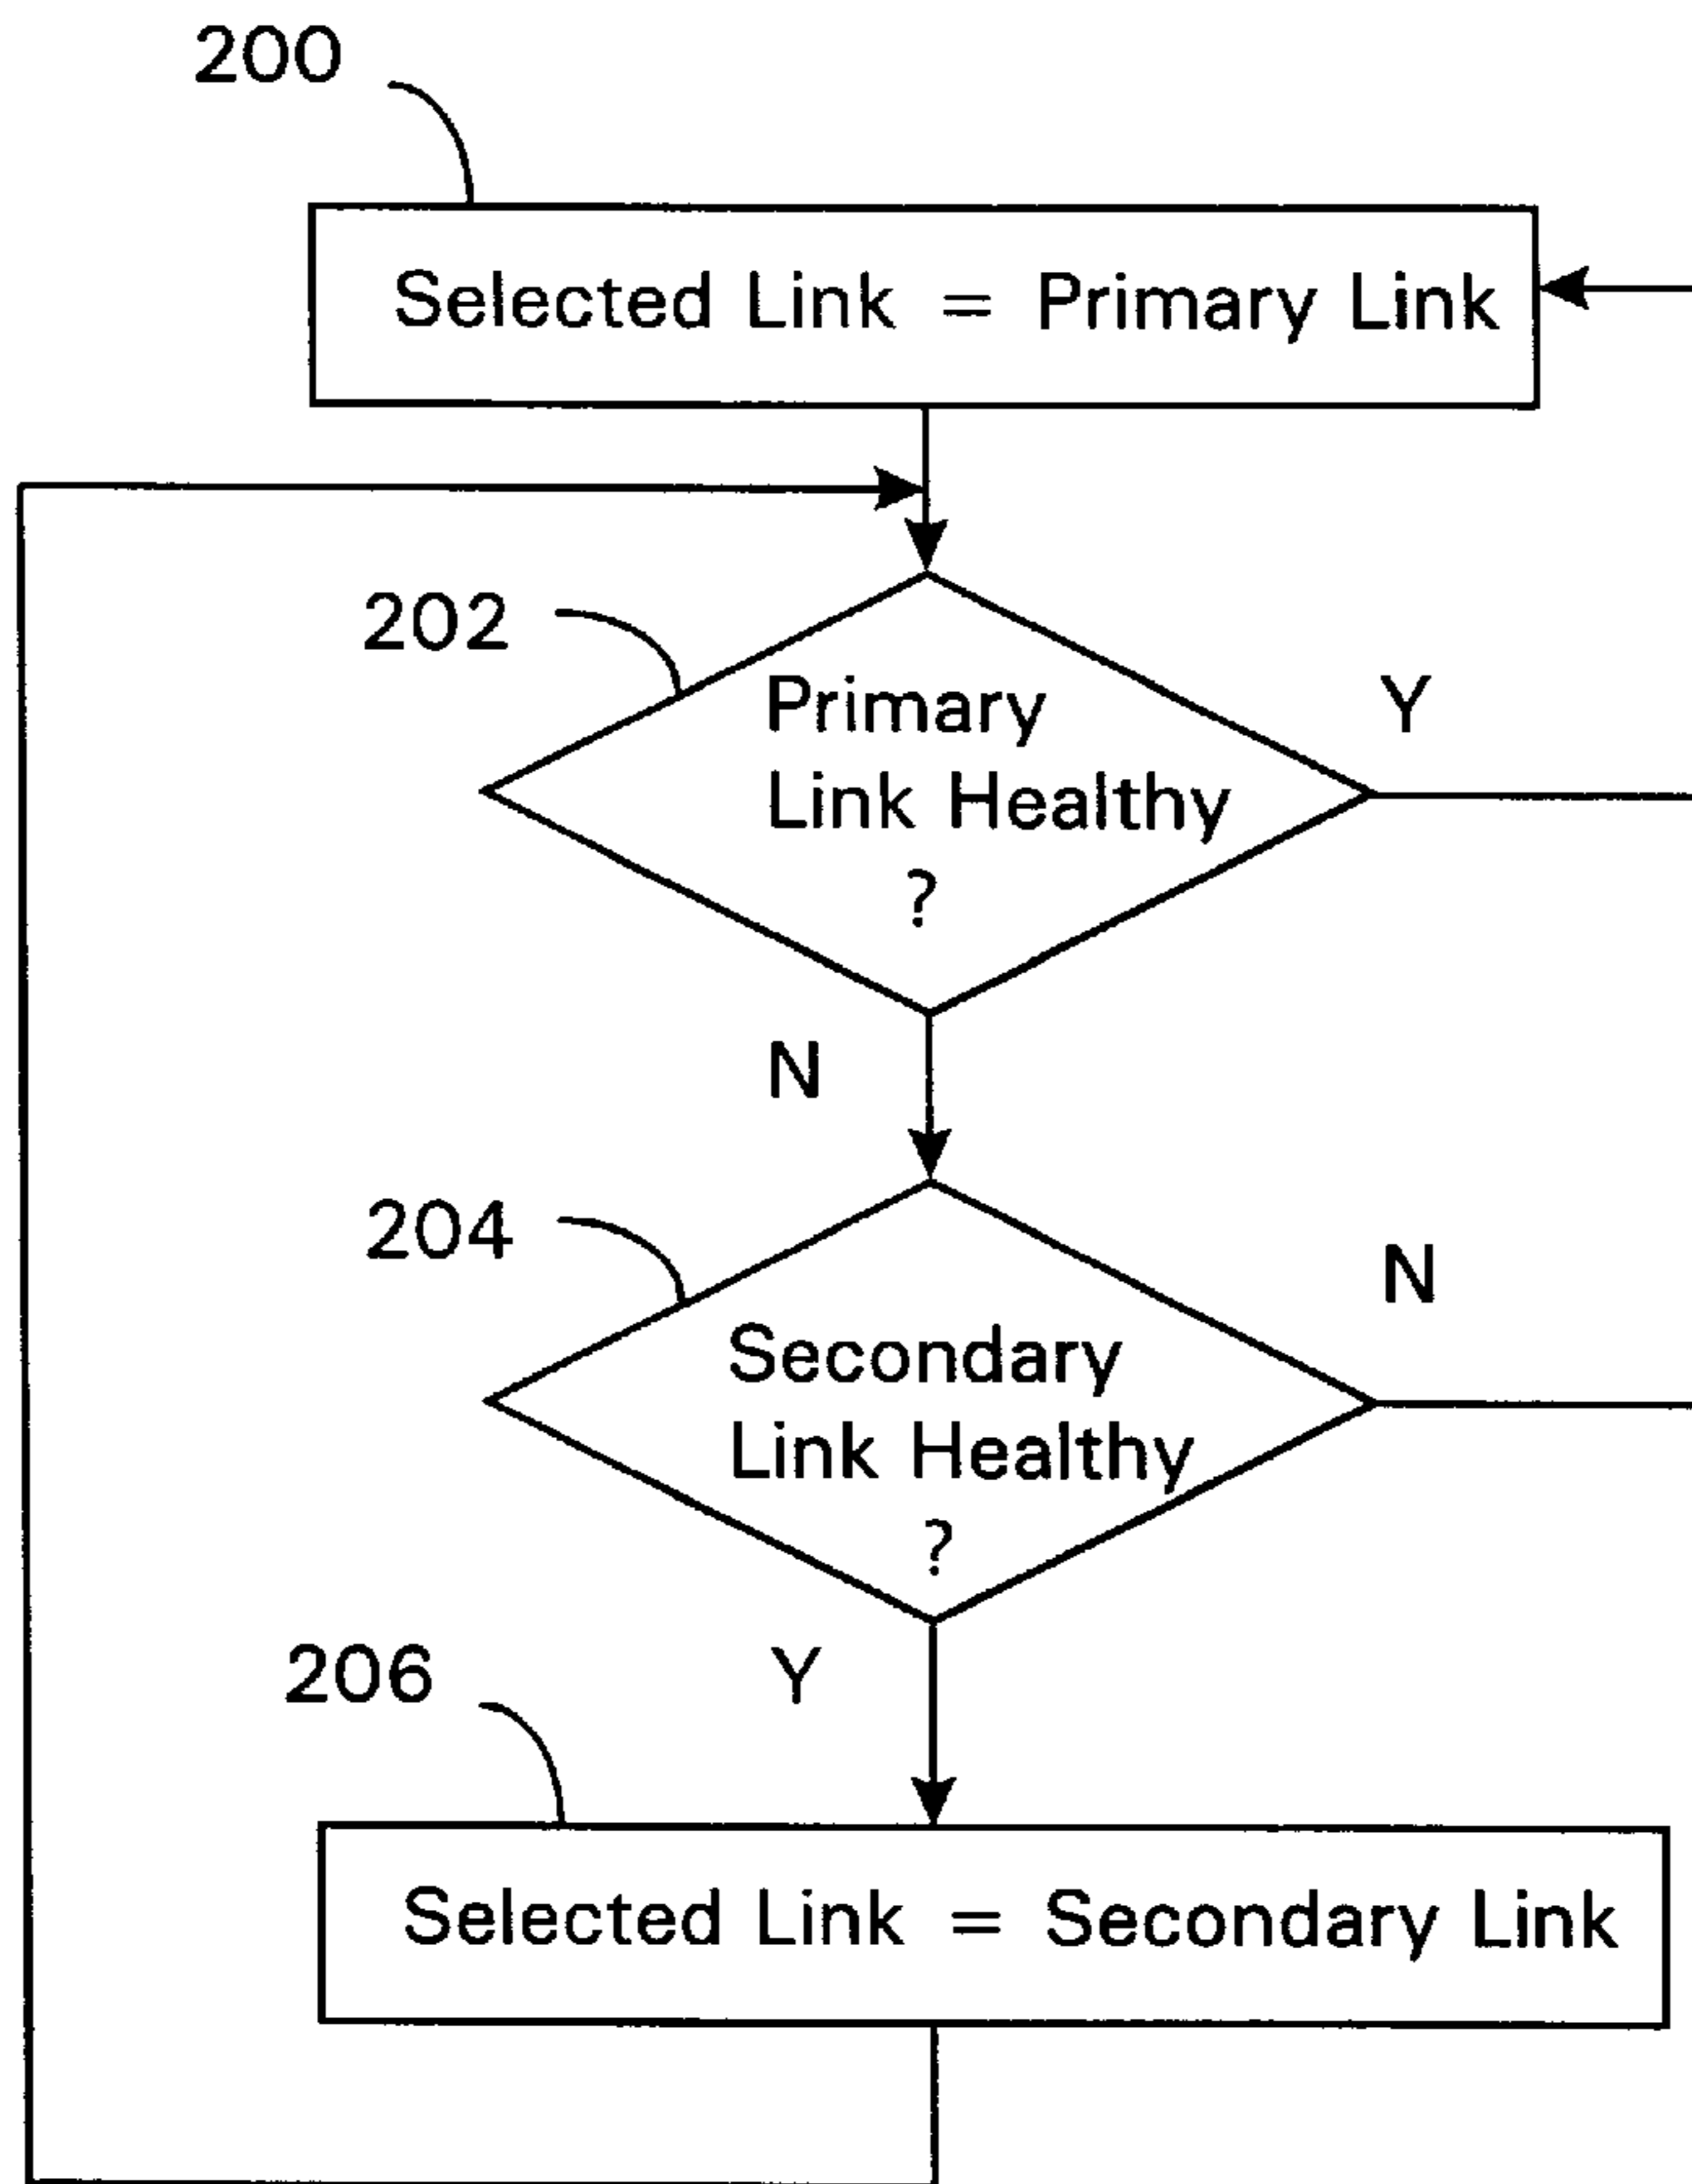 200
Selected Link = Primary Link
202
Primary
Link Healthy
?
Y
N
204
Secondary
Link Healthy
?
N
Y
206
Selected Link = Secondary Link